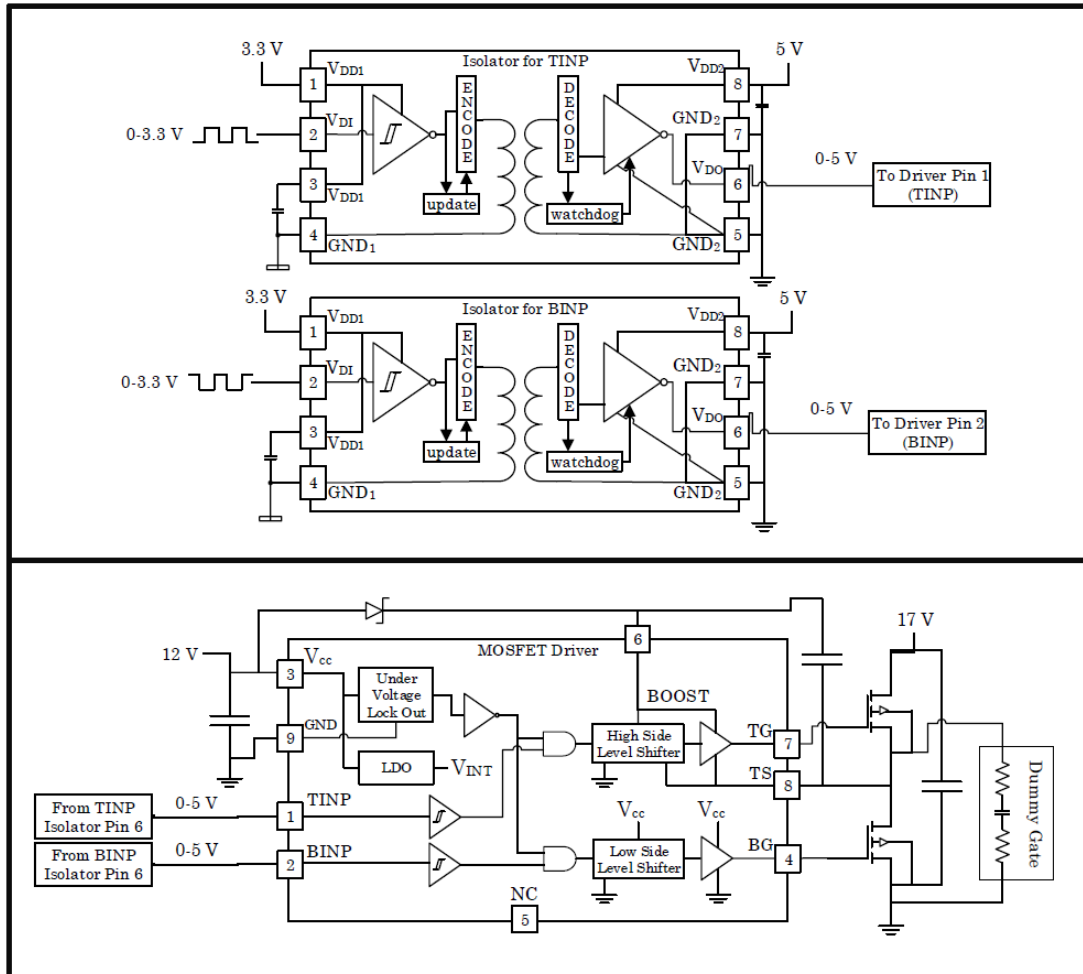 3.3 V
5 V
Isolator for TINP
VDD1
VDD2
1
8
ENCODE
DECODE
GND2
0-3.3 V
VDI
2
7
VDO
0-5 V
3
6
To Driver Pin 1
(TINP)
VDD1
update
watchdog
4
5
GND1
GND2
3.3 V
5 V
Isolator for BINP
VDD1
VDD2
1
8
ENCODE
DECODE
GND2
0-3.3 V
VDI
2
7
VDO
0-5 V
3
6
To Driver Pin 2
(BINP)
VDD1
update
watchdog
4
5
GND1
GND2
17 V
6
MOSFET Driver
12 V
Vcc
3
Under
Voltage
Lock Out
BOOST
GND
9
High Side
Level Shifter
TG
7
LDO
VINT
TS
8
Dummy Gate
From TINP
Isolator Pin 6
0-5 V
TINP
1
Vcc
Vcc
From BINP
Isolator Pin 6
0-5 V
BINP
2
Low Side
Level Shifter
BG
4
NC
5